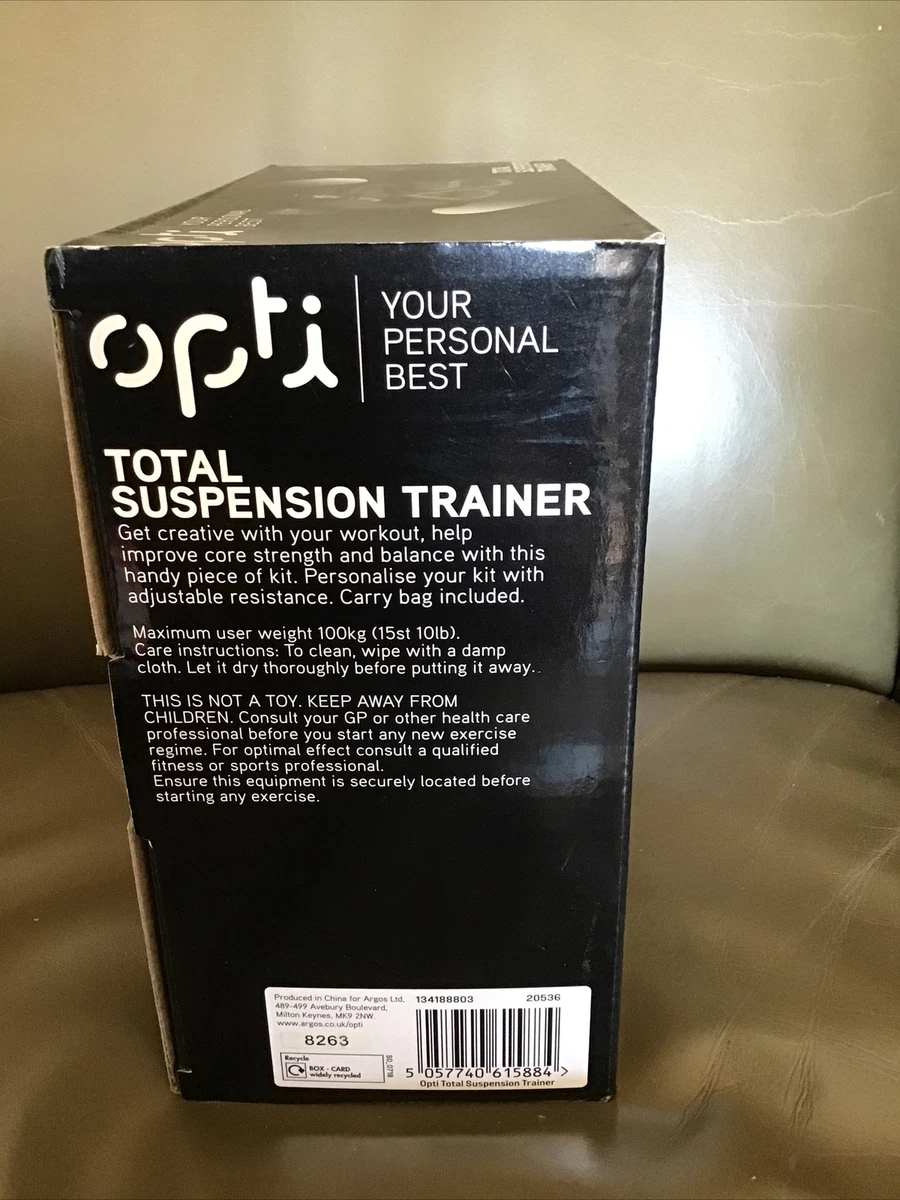 opti
YOUR
PERSONAL
BEST
TOTAL
SUSPENSION TRAINER
Get creative with your workout, help
improve core strength and balance with this
handy piece of kit. Personalise your kit with
adjustable resistance. Carry bag included.
Maximum user weight 100kg (15st 10lb).
Care instructions: To clean, wipe with a damp
cloth. Let it dry thoroughly before putting it away..
THIS IS NOT A TOY. KEEP AWAY FROM
CHILDREN. Consult your GP or other health care
professional before you start any new exercise
regime. For optimal effect consult a qualified
fitness or sports professional.
Ensure this equipment is securely located before
starting any exercise.
Produced in China for Argos Ltd,
489-499 Avebury Boulevard,
Milton Keynes, MK9 2NW.
www.argos.co.uk/opti
8263
Recycle
BOX - CARD
widely recycled
SG_0718
134188803 20536
5 057740 615884 >
Opti Total Suspension Trainer